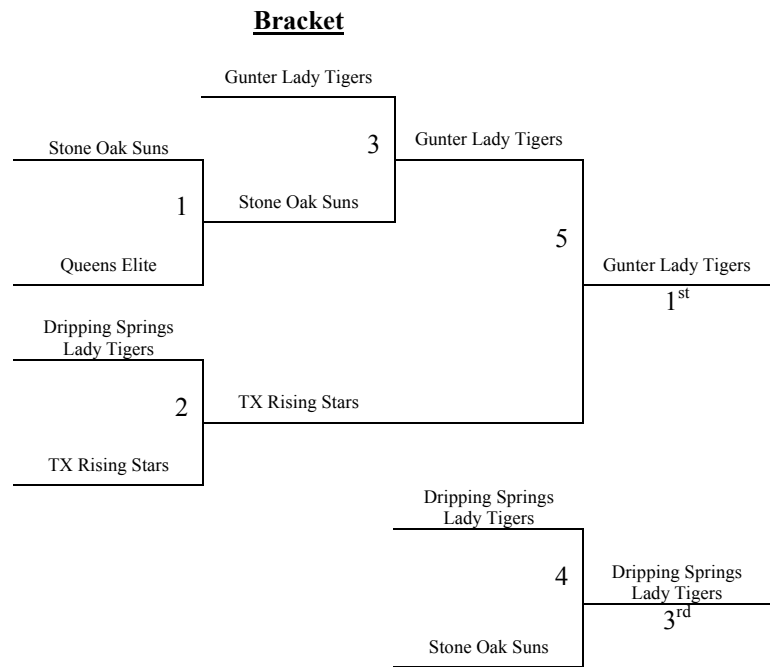 Bracket
Gunter Lady Tigers
Stone Oak Suns
3
Gunter Lady Tigers
1
Stone Oak Suns
5
Queens Elite
Gunter Lady Tigers
1st
Dripping Springs
Lady Tigers
2
TX Rising Stars
TX Rising Stars
Dripping Springs
Lady Tigers
4
Dripping Springs
Lady Tigers
3rd
Stone Oak Suns